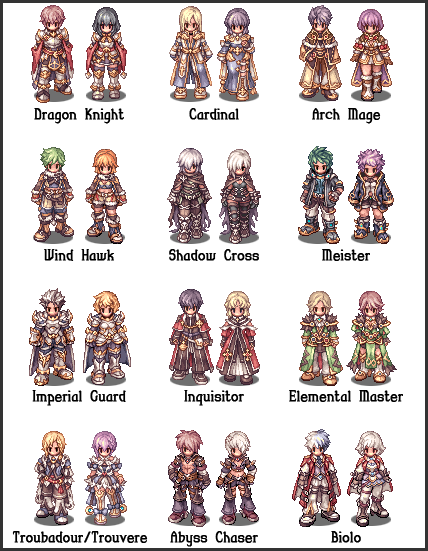 Dragon Knight
Cardinal
Arch Mage
Wind Hawk
Shadow Cross
Meister
Imperial Guard
Inquisitor
Elemental Master
Troubadour/Trouvere
Abyss Chaser
Biolo